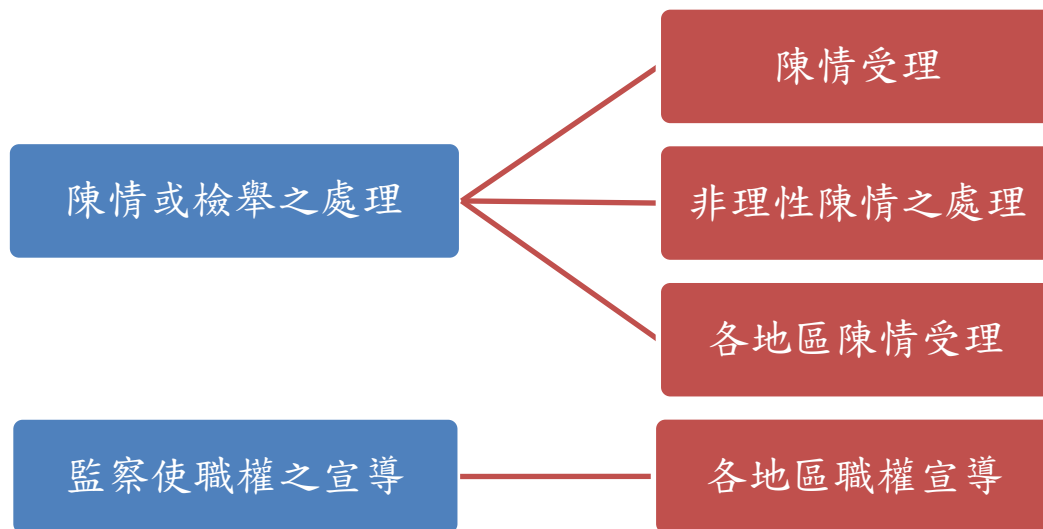 陳情或檢舉之處理
陳情受理
非理性陳情之處理
各地區陳情受理
監察使職權之宣導
各地區職權宣導